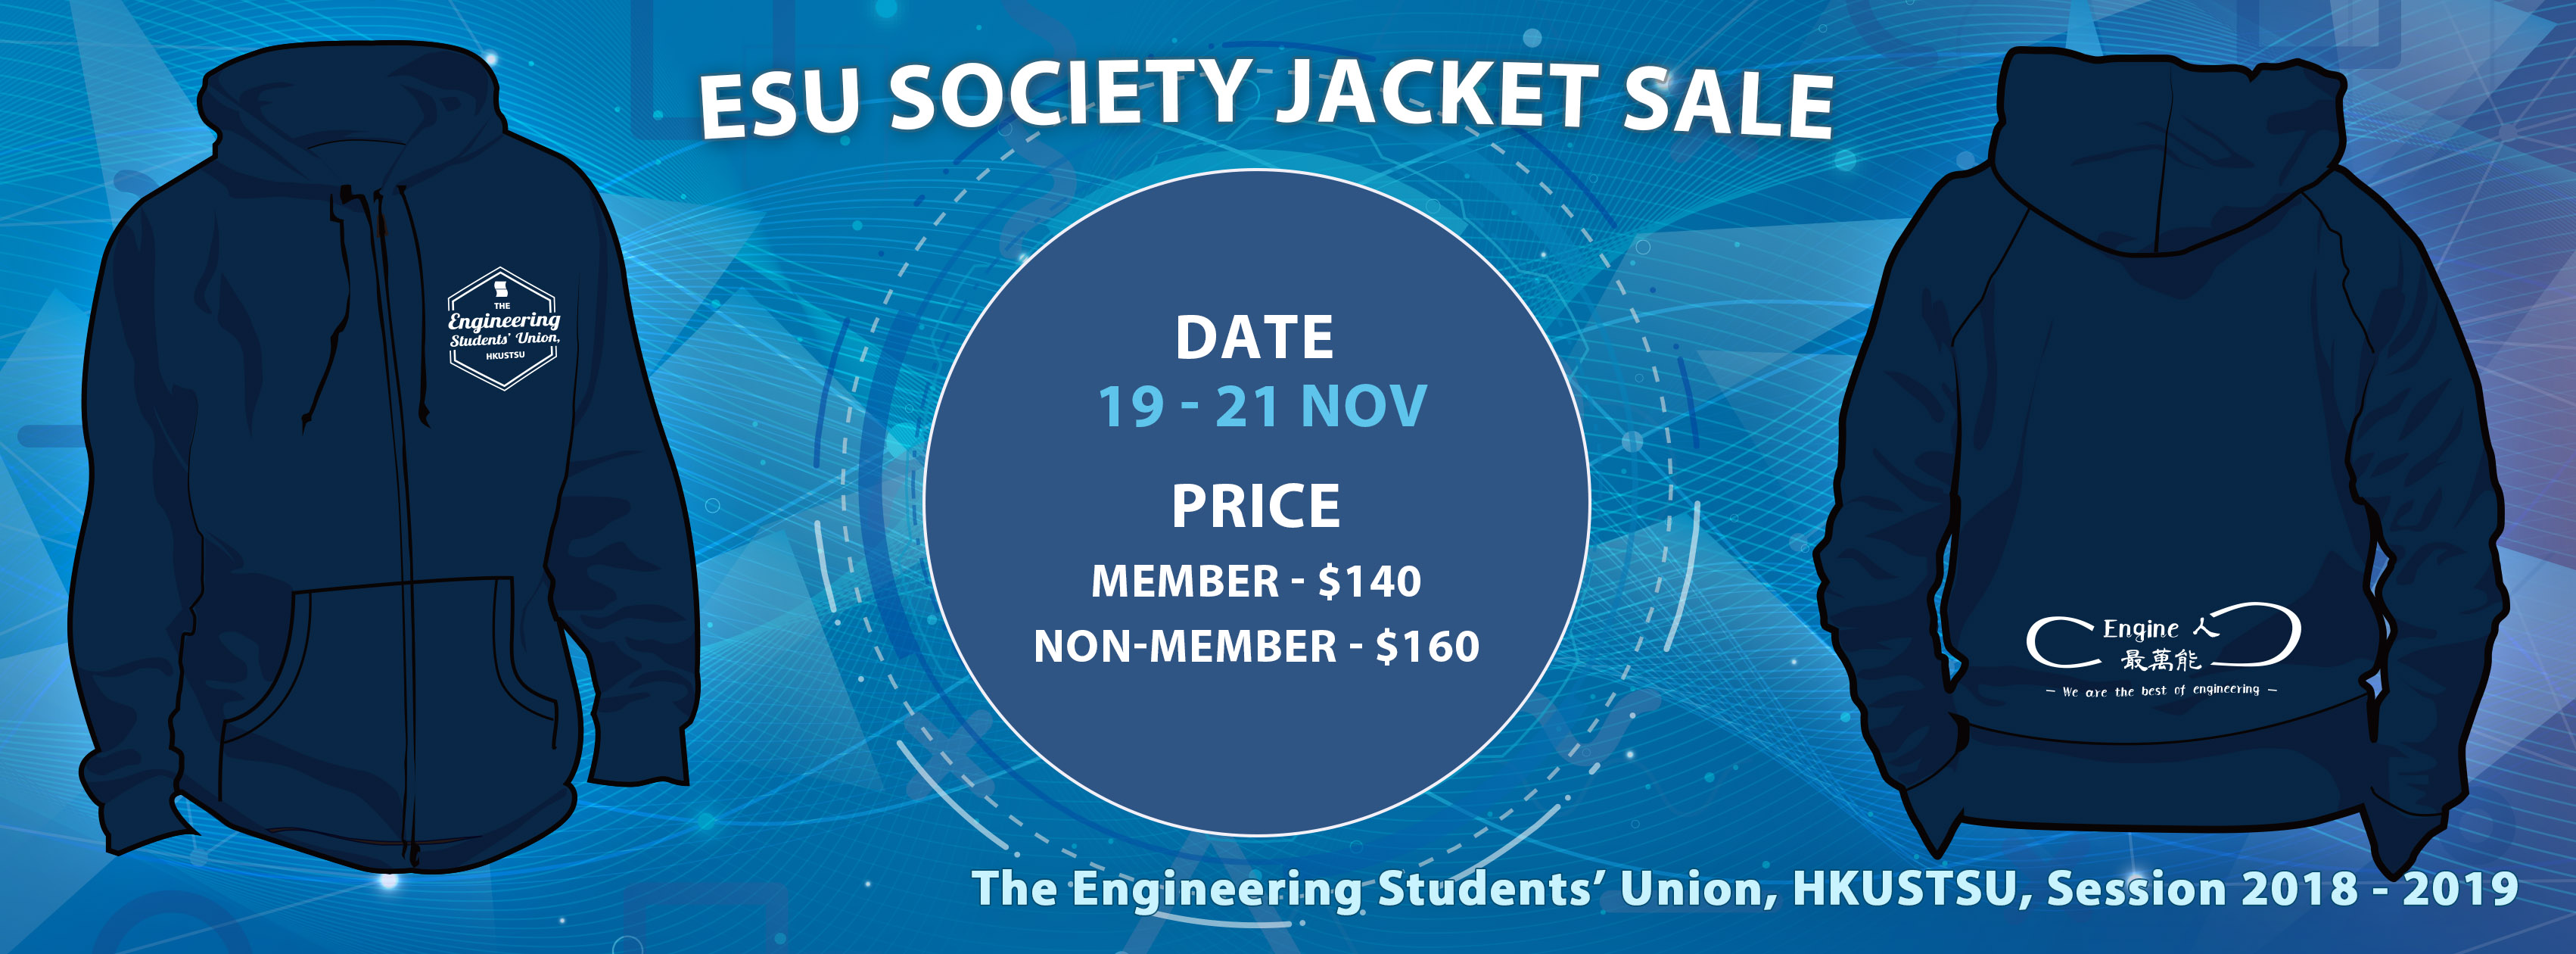 ESU SOCIETY JACKET SALE
THE
Engineering
Students' Union,
HKUSTSU
DATE
19 - 21 NOV
PRICE
MEMBER - $140
NON-MEMBER - $160
Engine 人
最萬能
- We are the best of engineering -
The Engineering Students’ Union, HKUSTSU, Session 2018 - 2019